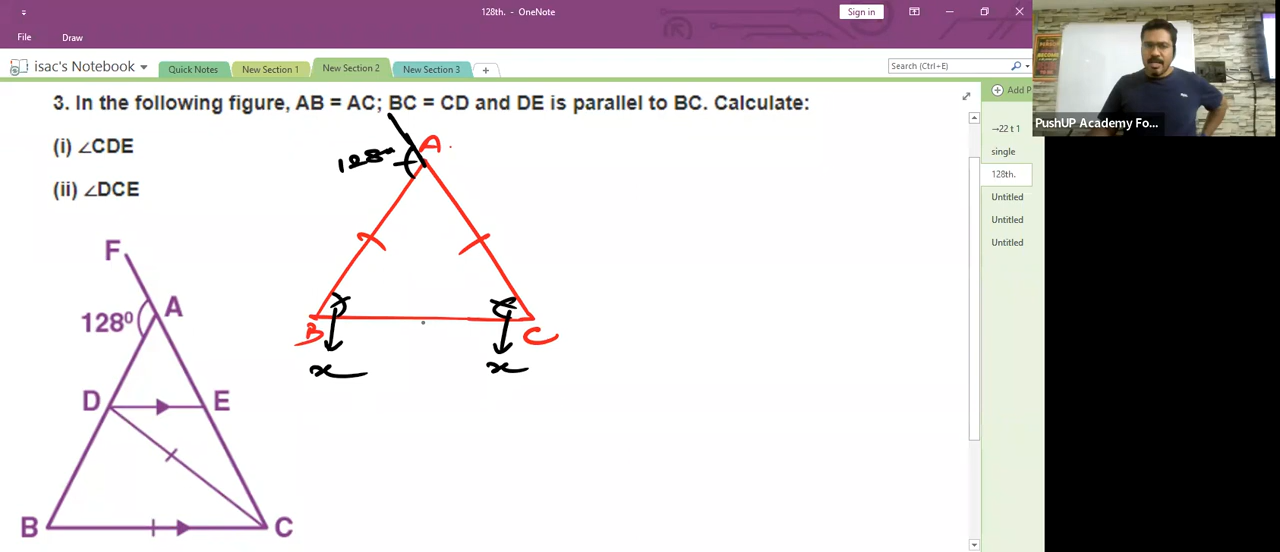 128th. - OneNote
Sign in
File
Draw
isac's Notebook
Quick Notes
New Section 1
New Section 2
New Section 3
+
Search (Ctrl+E)
Add P
PushUP Academy Fo...
→22 t 1
single
128th.
Untitled
Untitled
Untitled
3. In the following figure, AB = AC; BC = CD and DE is parallel to BC. Calculate:
(i) ∠CDE
(ii) ∠DCE
A
128°
B
C
x
x
F
A
128⁰
D
E
B
C